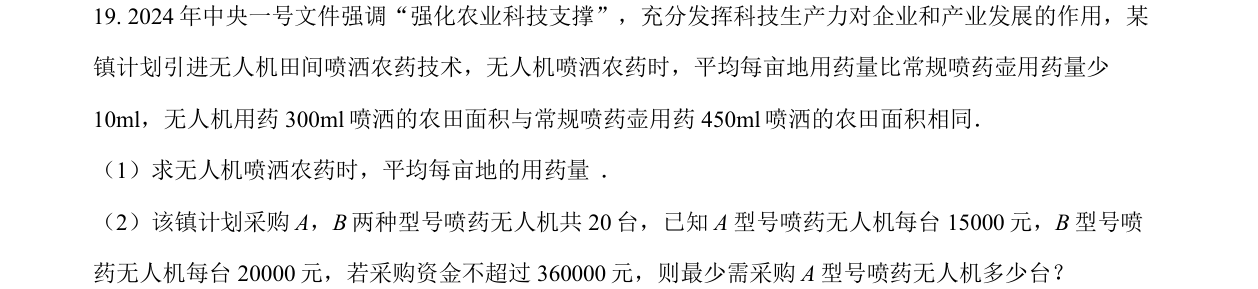 19. 2024 年中央一号文件强调“强化农业科技支撑”，充分发挥科技生产力对企业和产业发展的作用，某
镇计划引进无人机田间喷洒农药技术，无人机喷洒农药时，平均每亩地用药量比常规喷药壶用药量少
10ml，无人机用药 300ml 喷洒的农田面积与常规喷药壶用药 450ml 喷洒的农田面积相同．
（1）求无人机喷洒农药时，平均每亩地的用药量 ．
（2）该镇计划采购 A，B 两种型号喷药无人机共 20 台，已知 A 型号喷药无人机每台 15000 元，B 型号喷
药无人机每台 20000 元，若采购资金不超过 360000 元，则最少需采购 A 型号喷药无人机多少台？